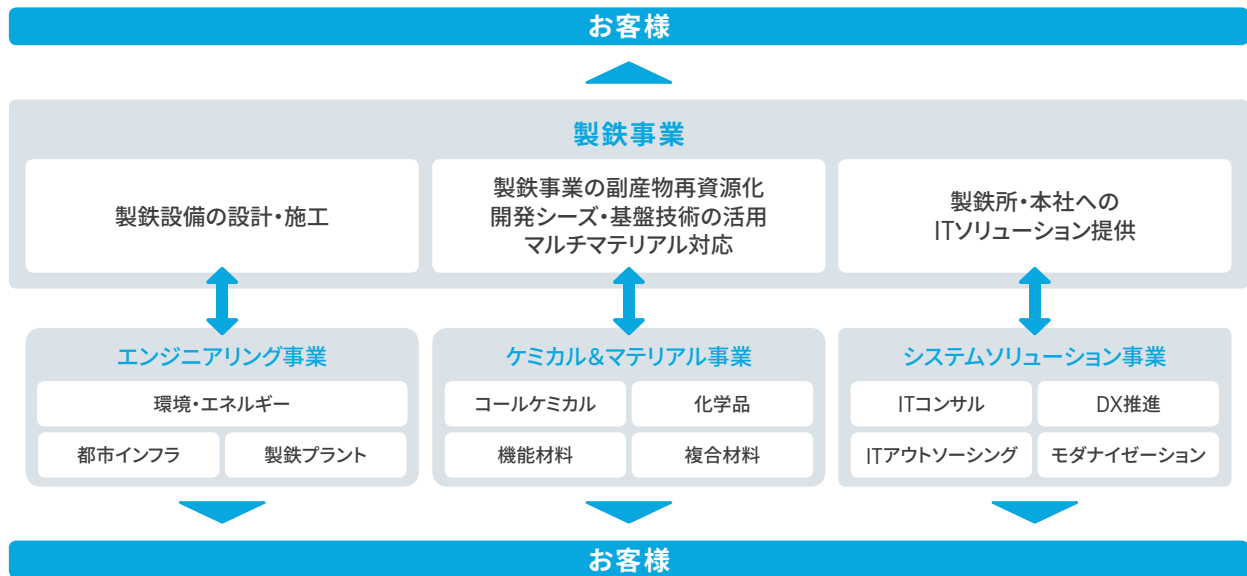 お客様
製鉄事業
製鉄設備の設計・施工
製鉄事業の副産物再資源化
開発シーズ・基盤技術の活用
マルチマテリアル対応
製鉄所・本社への
ITソリューション提供
エンジニアリング事業
環境・エネルギー
都市インフラ
製鉄プラント
ケミカル&マテリアル事業
コールケミカル
化学品
機能材料
複合材料
システムソリューション事業
ITコンサル
DX推進
ITアウトソーシング
モダナイゼーション
お客様